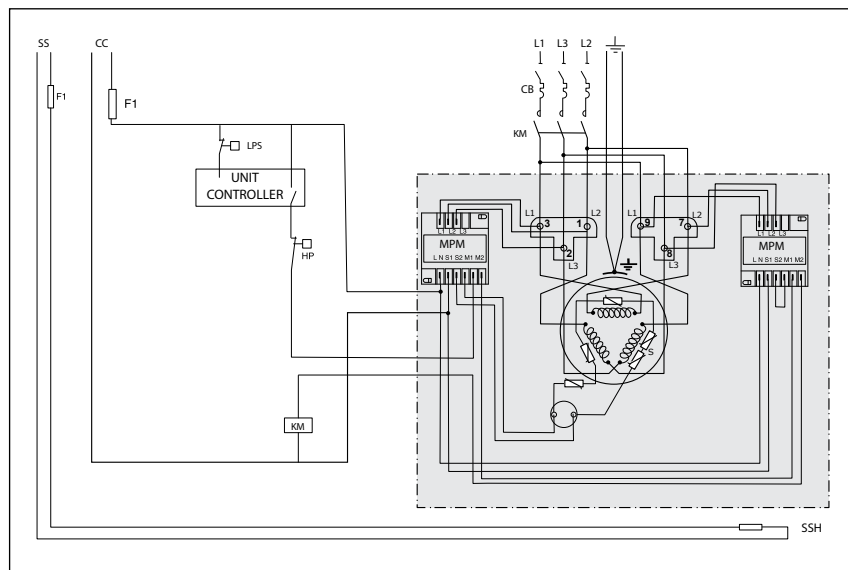 SS CC L1 L3 L2
F1 F1 CB
KM
LPS
UNIT
CONTROLLER
HP
L1 L2 L3
MPM
L N S1 S2 M1 M2
L1 3 1 L2
2
L3
L1 9 7 L2
8
L3
L1 L2 L3
MPM
L N S1 S2 M1 M2
S
KM
SSH